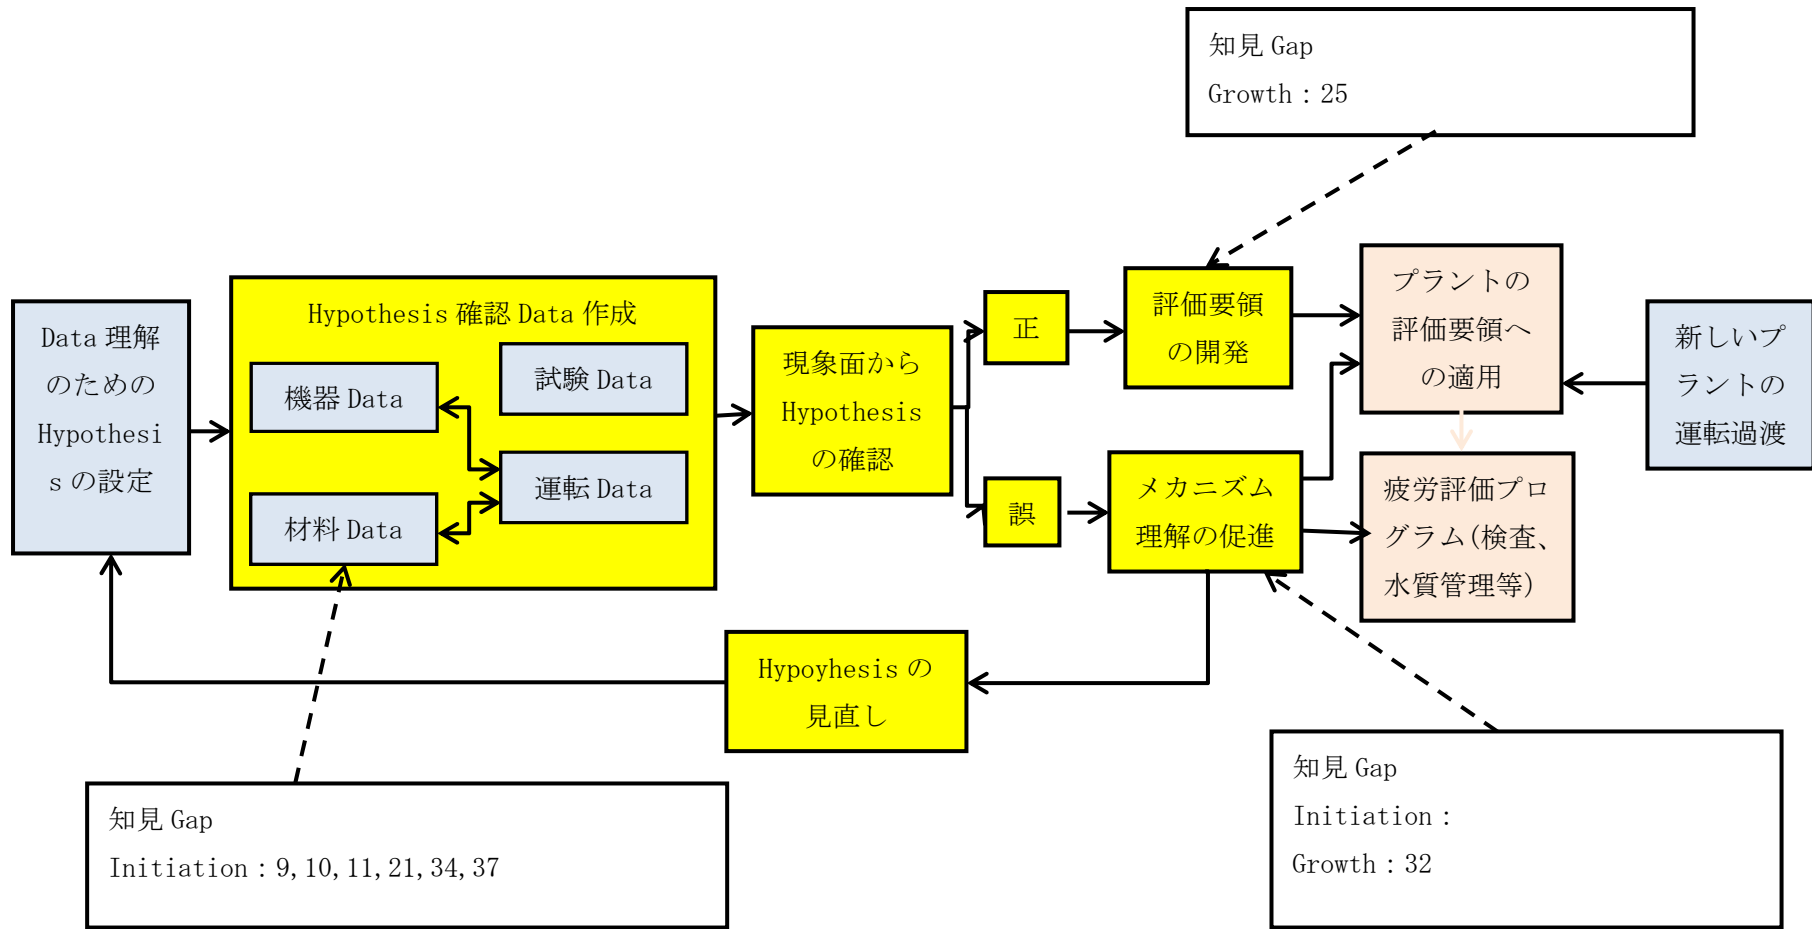 知見 Gap
Growth：25
Data 理解
のための
Hypothesi
s の設定
Hypothesis 確認 Data 作成
機器 Data
試験 Data
材料 Data
運転 Data
現象面から
Hypothesis
の確認
正
誤
評価要領
の開発
メカニズム
理解の促進
プラントの
評価要領へ
の適用
疲労評価プロ
グラム(検査、
水質管理等)
新しいプ
ラントの
運転過渡
Hypoyhesis の
見直し
知見 Gap
Initiation：9,10,11,21,34,37
知見 Gap
Initiation：
Growth：32